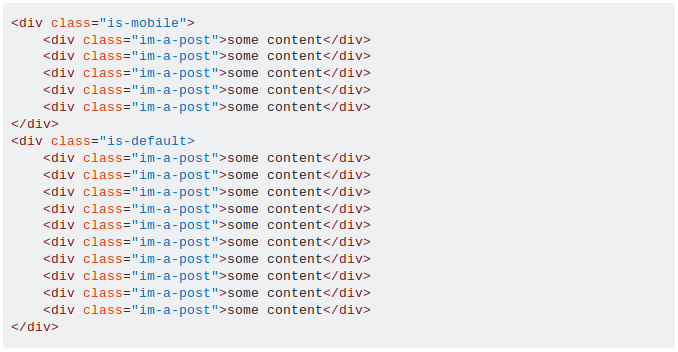 <div class="is-mobile">
    <div class="im-a-post">some content</div>
    <div class="im-a-post">some content</div>
    <div class="im-a-post">some content</div>
    <div class="im-a-post">some content</div>
    <div class="im-a-post">some content</div>
</div>
<div class="is-default>
    <div class="im-a-post">some content</div>
    <div class="im-a-post">some content</div>
    <div class="im-a-post">some content</div>
    <div class="im-a-post">some content</div>
    <div class="im-a-post">some content</div>
    <div class="im-a-post">some content</div>
    <div class="im-a-post">some content</div>
    <div class="im-a-post">some content</div>
    <div class="im-a-post">some content</div>
    <div class="im-a-post">some content</div>
</div>